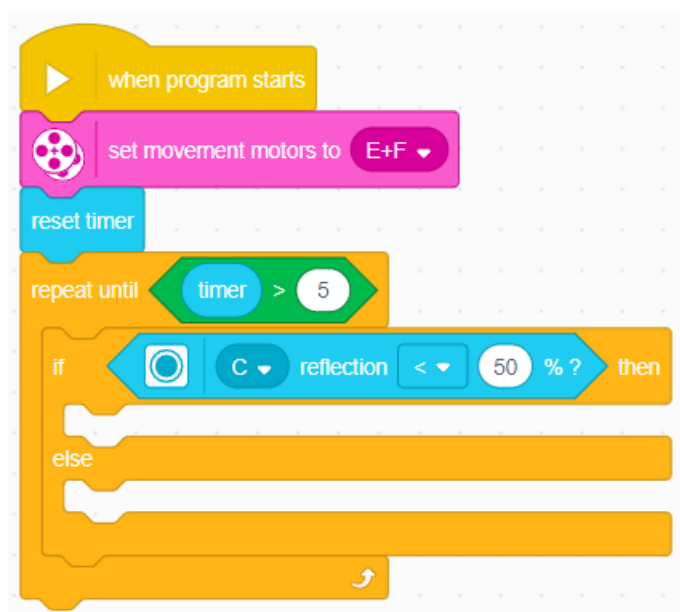 when program starts
set movement motors to E+F
reset timer
repeat until timer > 5
if C reflection < 50 % ? then
else